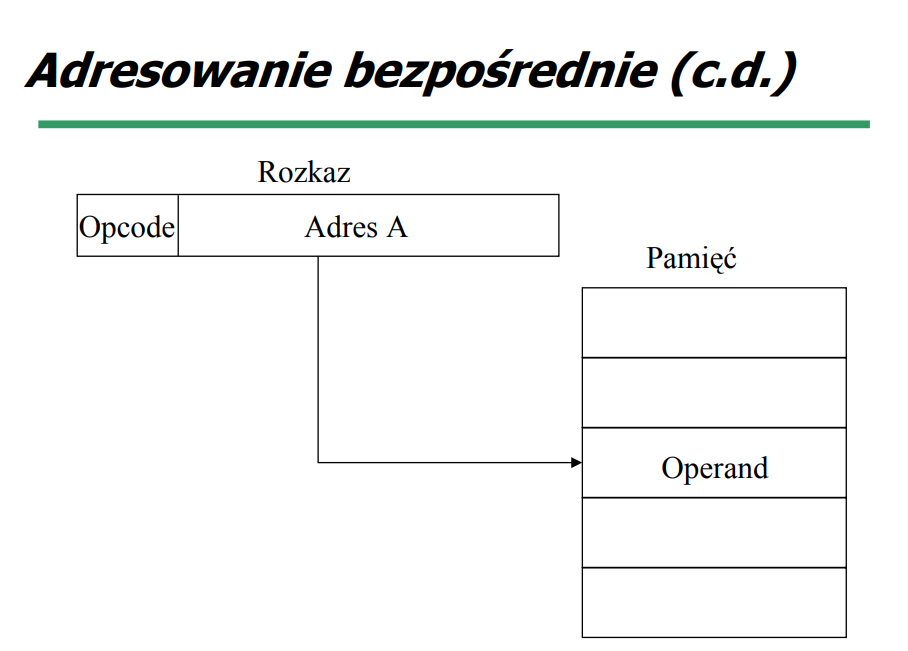 Adresowanie bezpośrednie (c.d.)
Rozkaz
Opcode Adres A
Pamięć
Operand